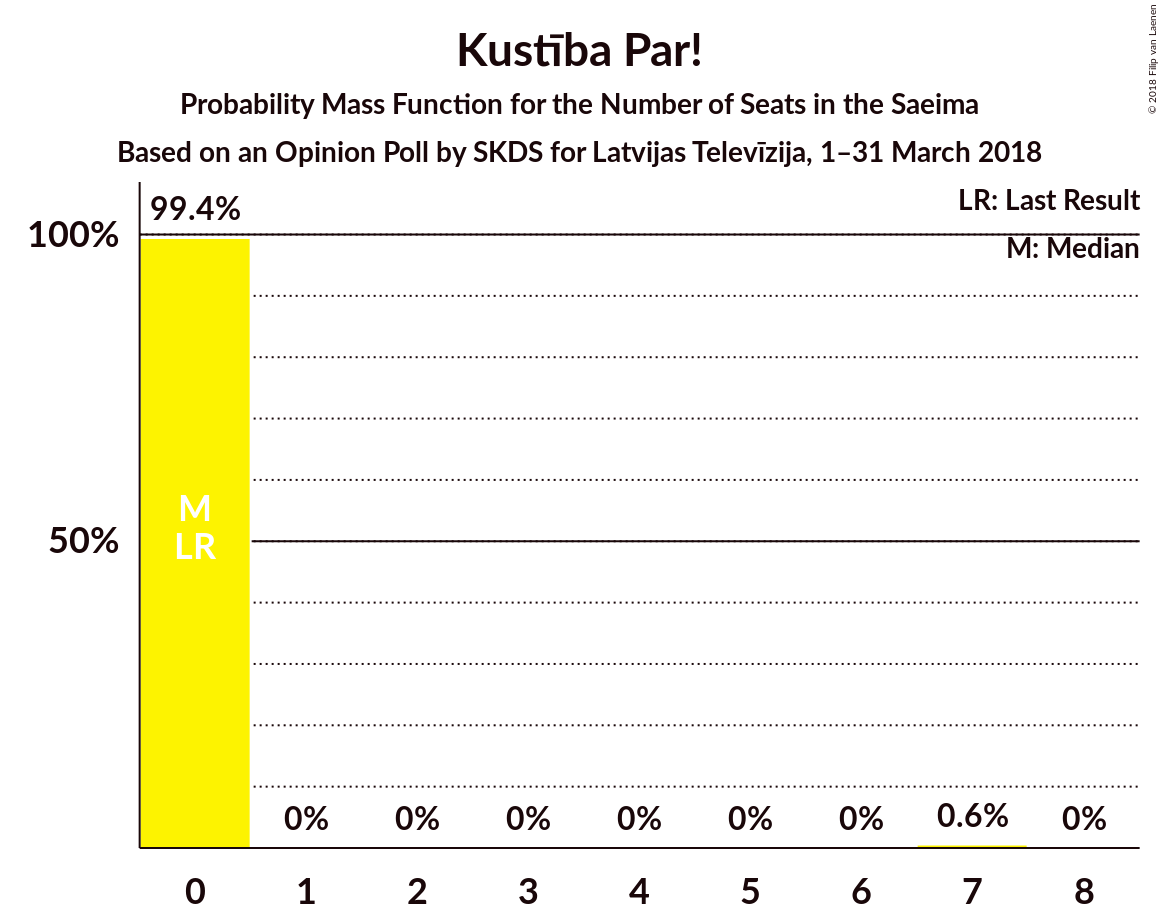 Kustība Par!
Probability Mass Function for the Number of Seats in the Saeima
Based on an Opinion Poll by SKDS for Latvijas Televīzija, 1–31 March 2018
© 2018 Filip van Laenen
LR: Last Result
M: Median
99.4%
100%
M
LR
50%
0% 0% 0% 0% 0% 0% 0.6% 0%
0 1 2 3 4 5 6 7 8